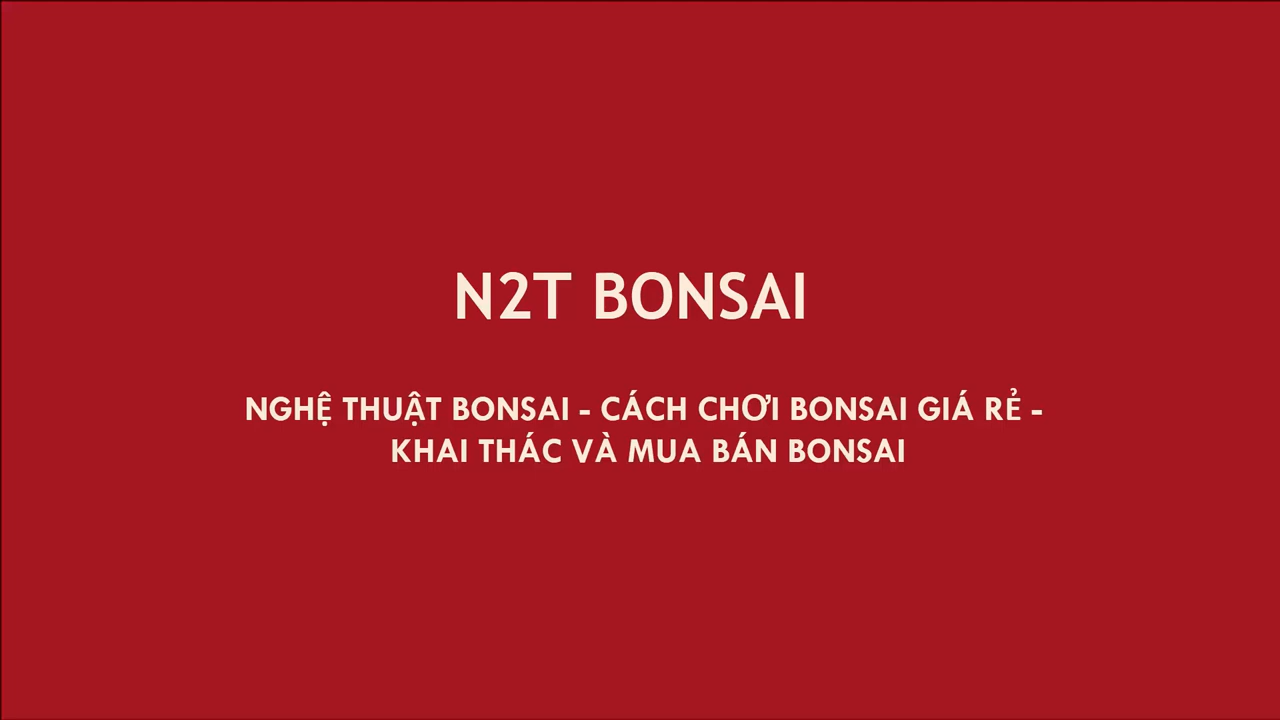 N2T BONSAI
NGHỆ THUẬT BONSAI - CÁCH CHƠI BONSAI GIÁ RẺ -
KHAI THÁC VÀ MUA BÁN BONSAI